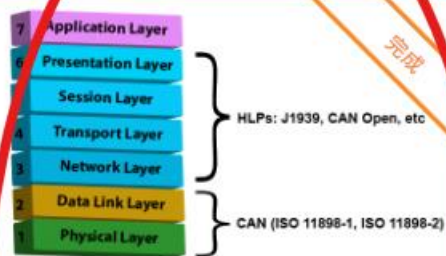 7 Application Layer
完成
6 Presentation Layer
Session Layer
HLPs: J1939, CAN Open, etc
4 Transport Layer
3 Network Layer
2 Data Link Layer
CAN (ISO 11898-1, ISO 11898-2)
1 Physical Layer